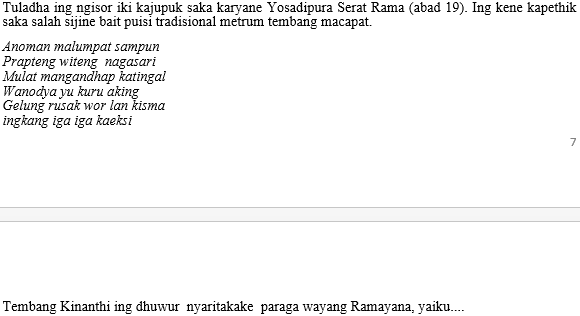 Tuladha ing ngisor iki kajupuk saka karyane Yosadipura Serat Rama (abad 19). Ing kene kapethik
saka salah sijine bait puisi tradisional metrum tembang macapat.
Anoman malumpat sampun
Prapteng witeng nagasari
Mulat mangandhap katingal
Wanodya yu kuru aking
Gelung rusak wor lan kisma
ingkang iga iga kaeksi
7
Tembang Kinanthi ing dhuwur nyaritakake paraga wayang Ramayana, yaiku....